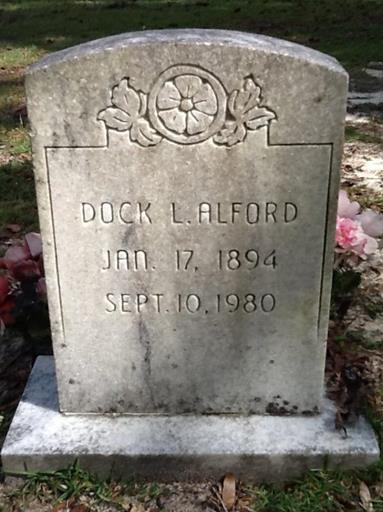 DOCK L. ALFORD
JAN. 17, 1894
SEPT. 10, 1980